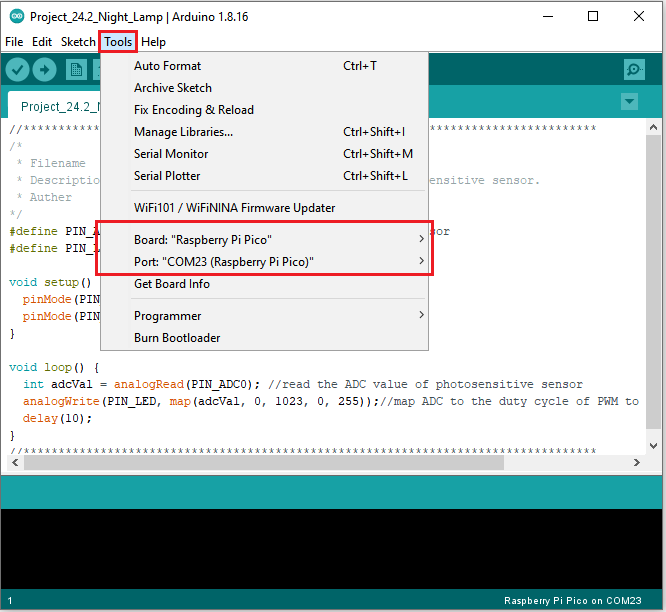 Project_24.2_Night_Lamp | Arduino 1.8.16
File Edit Sketch Tools Help
Project_24.2_N
Auto Format Ctrl+T
Archive Sketch
Fix Encoding & Reload
Manage Libraries... Ctrl+Shift+I
Serial Monitor Ctrl+Shift+M
Serial Plotter Ctrl+Shift+L
WiFi101 / WiFiNINA Firmware Updater
Board: "Raspberry Pi Pico"
Port: "COM23 (Raspberry Pi Pico)"
Get Board Info
Programmer
Burn Bootloader
/*
* Filename
* Descriptio
sensitive sensor.
* Auther
*/
#define PIN_A
sor
#define PIN_L
void setup()
pinMode(PIN_
pinMode(PIN_
}
void loop() {
int adcVal = analogRead(PIN_ADC0); //read the ADC value of photosensitive sensor
analogWrite(PIN_LED, map(adcVal, 0, 1023, 0, 255));//map ADC to the duty cycle of PWM to
delay(10);
}
1 Raspberry Pi Pico on COM23